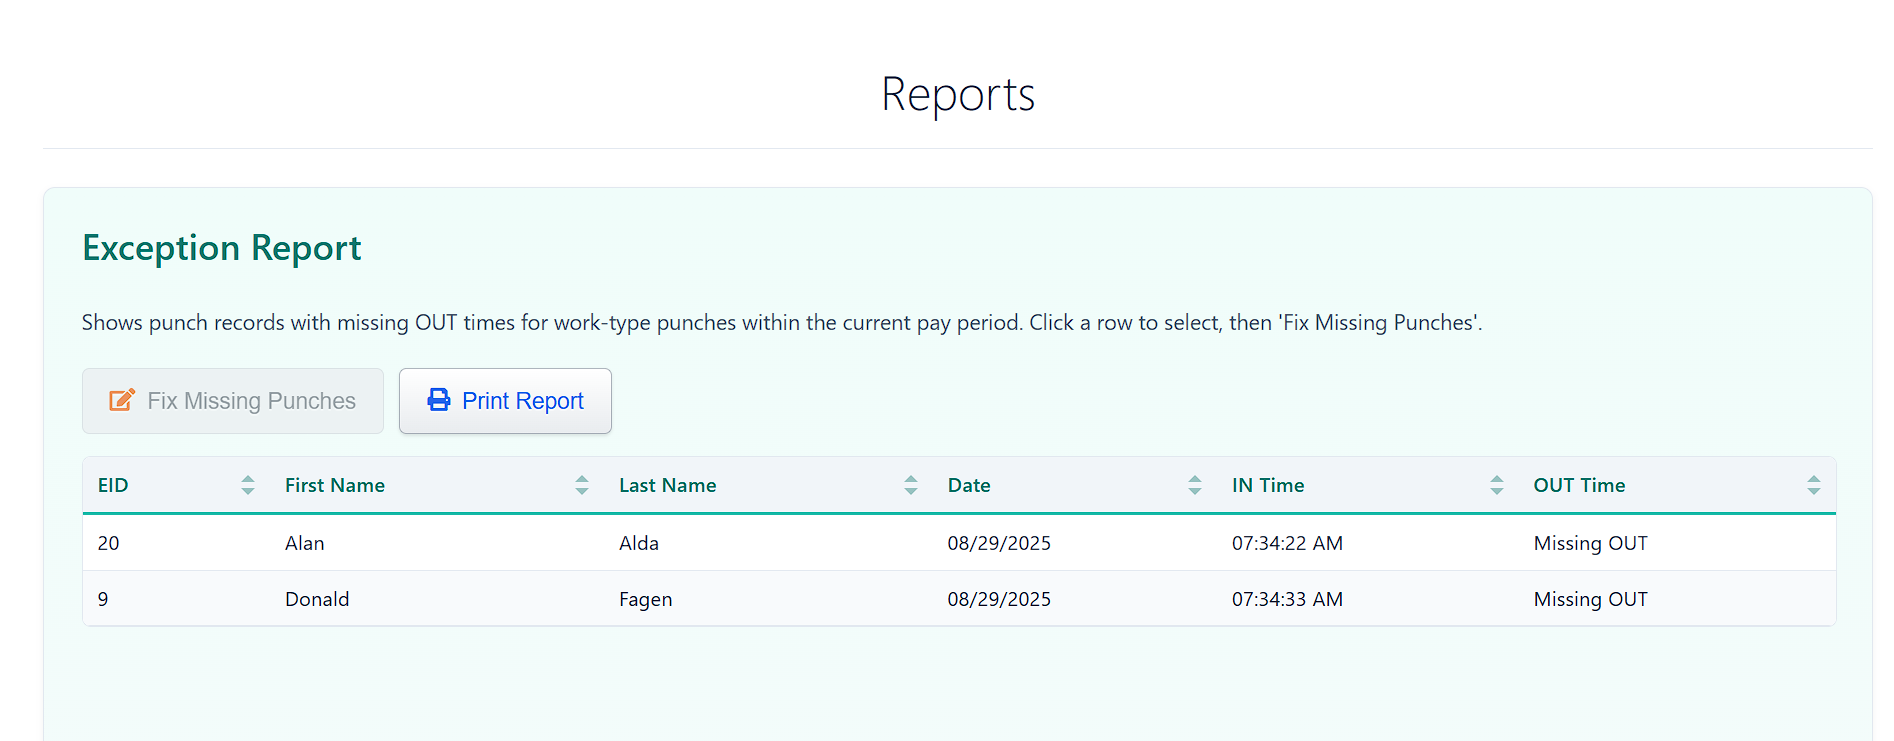 Reports
Exception Report
Shows punch records with missing OUT times for work-type punches within the current pay period. Click a row to select, then 'Fix Missing Punches'.
Fix Missing Punches Print Report
EID First Name Last Name Date IN Time OUT Time
20 Alan Alda 08/29/2025 07:34:22 AM Missing OUT
9 Donald Fagen 08/29/2025 07:34:33 AM Missing OUT